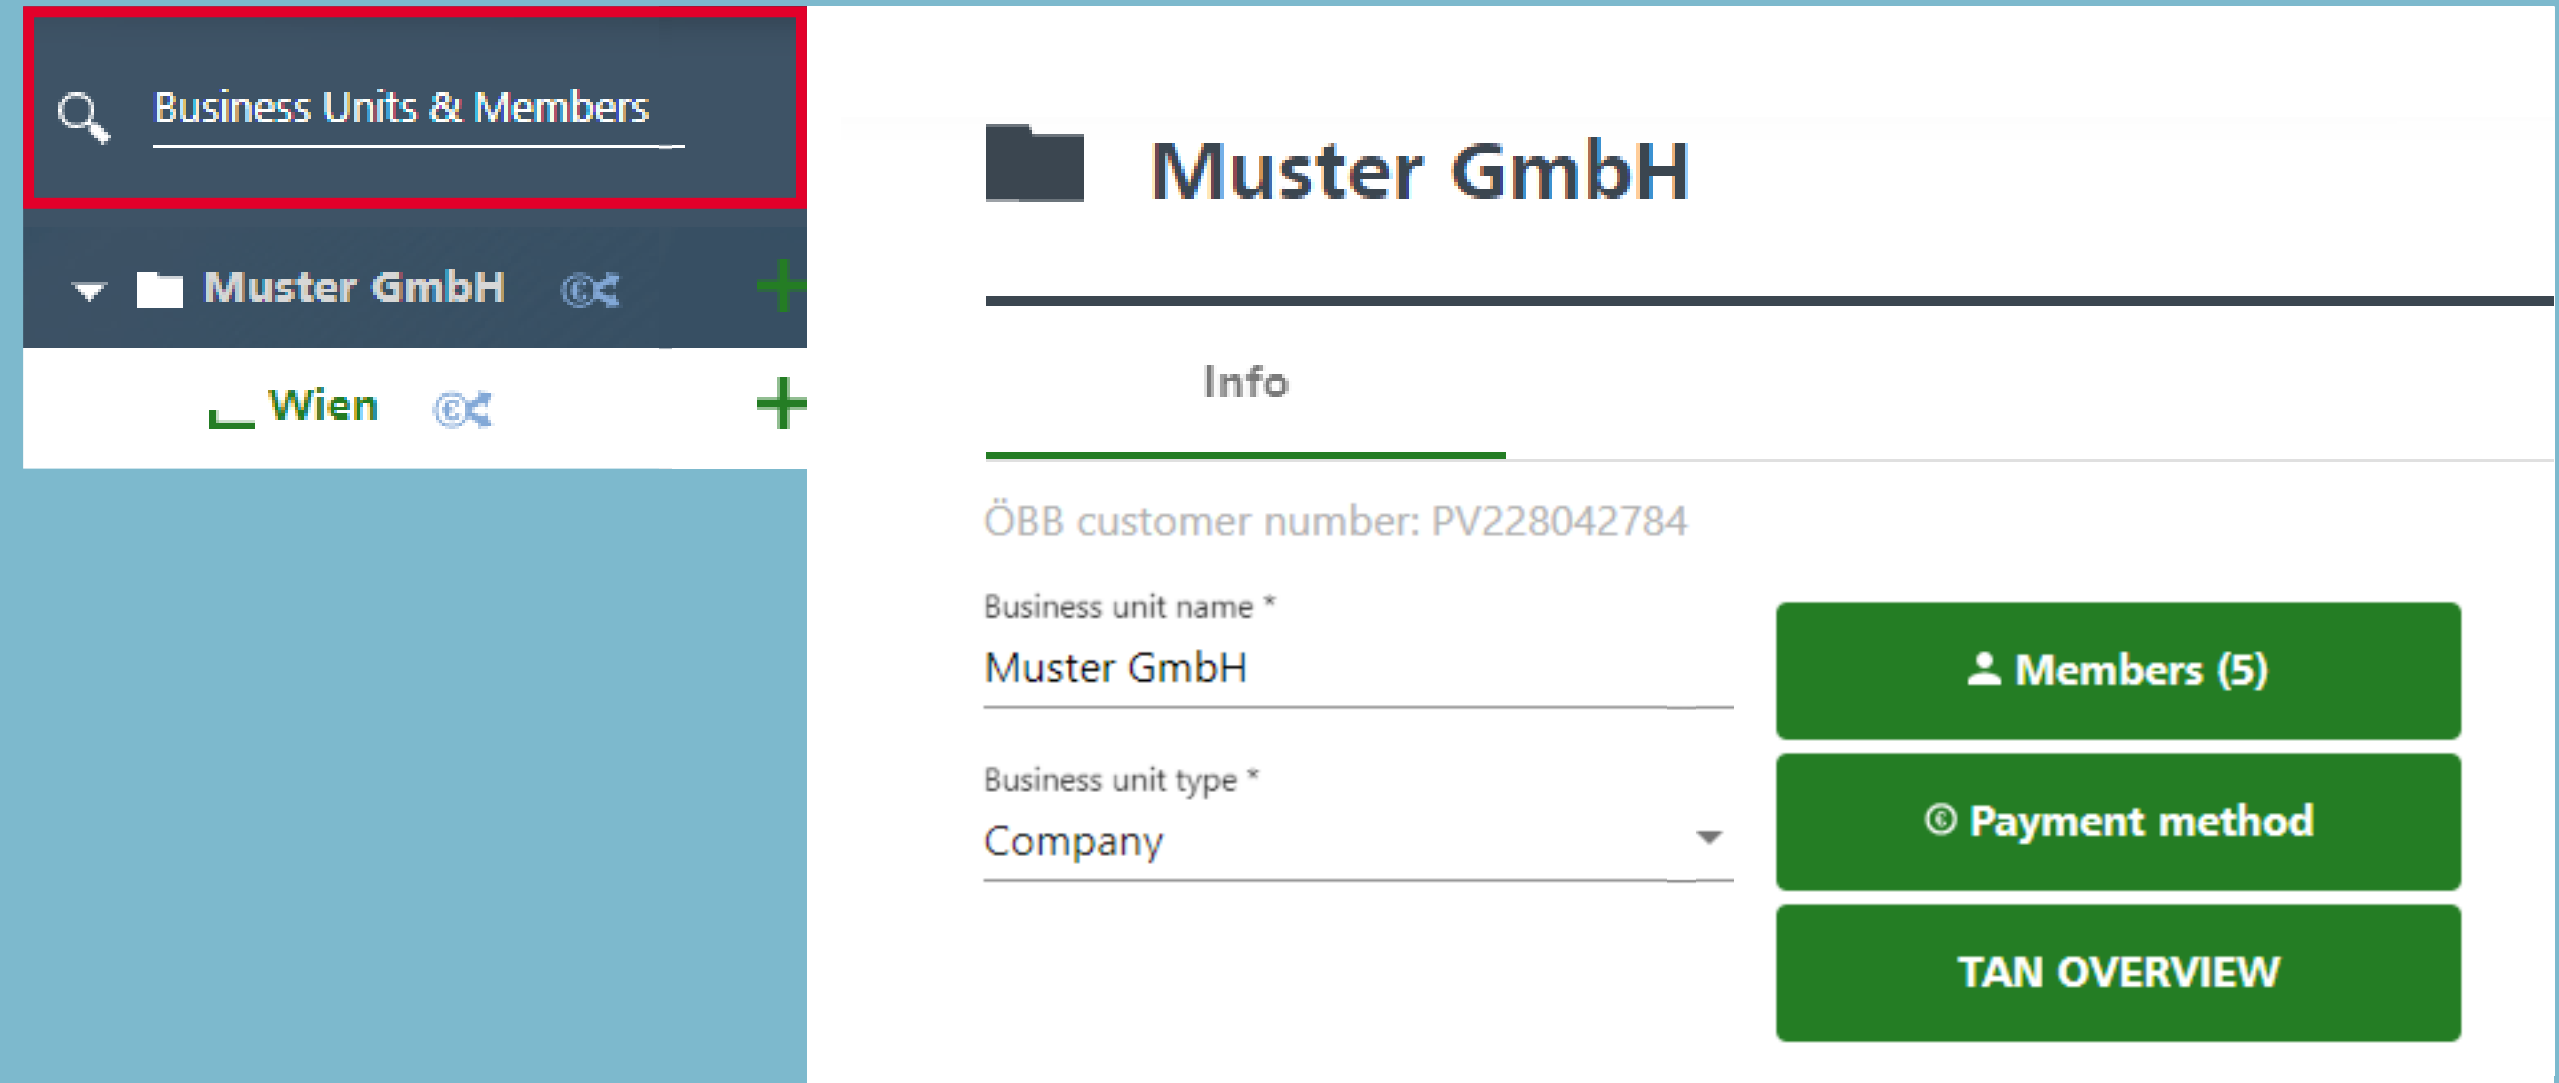 Business Units & Members
Muster GmbH
Wien
Muster GmbH
Info
ÖBB customer number: PV228042784
Business unit name *
Muster GmbH
Business unit type *
Company
Members (5)
Payment method
TAN OVERVIEW